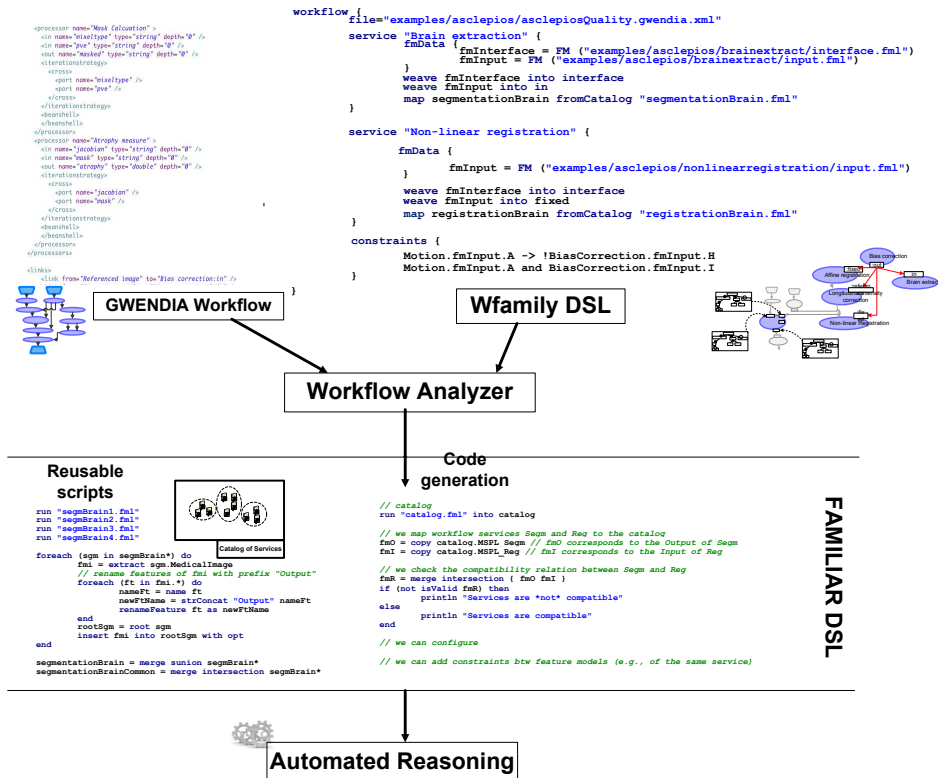 <processor name="Mask Calcuation" >
<in name="mixeltype" type="string" depth="0" />
<in name="pve" type="string" depth="0" />
<out name="masked" type="string" depth="0" />
<iterationstrategy>
<cross>
<port name="mixeltype" />
<port name="pve" />
</cross>
</iterationstrategy>
<beanshell>
</beanshell>
</processor>
<processor name="Atrophy measure" >
<in name="jacobian" type="string" depth="0" />
<in name="mask" type="string" depth="0" />
<out name="atrophy" type="double" depth="0" />
<iterationstrategy>
<cross>
<port name="jacobian" />
<port name="mask" />
</cross>
</iterationstrategy>
<beanshell>
</beanshell>
</processor>
</processors>
<links>
<link from="Referenced image" to="Bias correction:in" />
workflow {
file="examples/asclepios/asclepiosQuality.gwendia.xml"
service "Brain extraction" {
fmData {
fmInterface = FM ("examples/asclepios/brainextract/interface.fml")
fmInput = FM ("examples/asclepios/brainextract/input.fml")
}
weave fmInterface into interface
weave fmInput into in
map segmentationBrain fromCatalog "segmentationBrain.fml"
}
service "Non-linear registration" {
fmData {
fmInput = FM ("examples/asclepios/nonlinearregistration/input.fml")
}
weave fmInterface into interface
weave fmInput into fixed
map registrationBrain fromCatalog "registrationBrain.fml"
}
constraints {
Motion.fmInput.A -> !BiasCorrection.fmInput.H
Motion.fmInput.A and BiasCorrection.fmInput.I
}
}
Bias correction
out
fixed
in
Affine registration
Brain extract
correction
Non-linear Registration
GWENDIA Workflow
Wfamily DSL
Workflow Analyzer
Reusable
scripts
Code
generation
Catalog of Services
run "segmBrain1.fml"
run "segmBrain2.fml"
run "segmBrain3.fml"
run "segmBrain4.fml"
foreach (sgm in segmBrain*) do
fmi = extract sgm.MedicalImage
// rename features of fmi with prefix "Output"
foreach (ft in fmi.*) do
nameFt = name ft
newFtName = strConcat "Output" nameFt
renameFeature ft as newFtName
end
rootSgm = root sgm
insert fmi into rootSgm with opt
end
segmentationBrain = merge sunion segmBrain*
segmentationBrainCommon = merge intersection segmBrain*
// catalog
run "catalog.fml" into catalog
// we map workflow services Segm and Reg to the catalog
fmO = copy catalog.MSPL_Segm // fmO corresponds to the Output of Segm
fmI = copy catalog.MSPL_Reg // fmI corresponds to the Input of Reg
// we check the compatibility relation between Segm and Reg
fmR = merge intersection { fmO fmI }
if (not isValid fmR) then
println "Services are *not* compatible"
else
println "Services are compatible"
end
// we can configure
// we can add constraints btw feature models (e.g., of the same service)
FAMILIAR DSL
Automated Reasoning